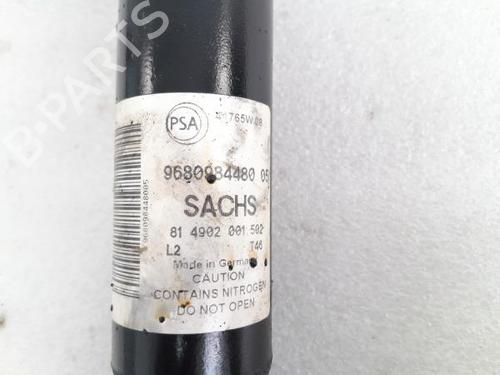 B-PARTS
PSA
9680984480 05
SACHS
81 4902 001 502
L2 T46
Made in Germany
CAUTION
CONTAINS NITROGEN
DO NOT OPEN
968098448005